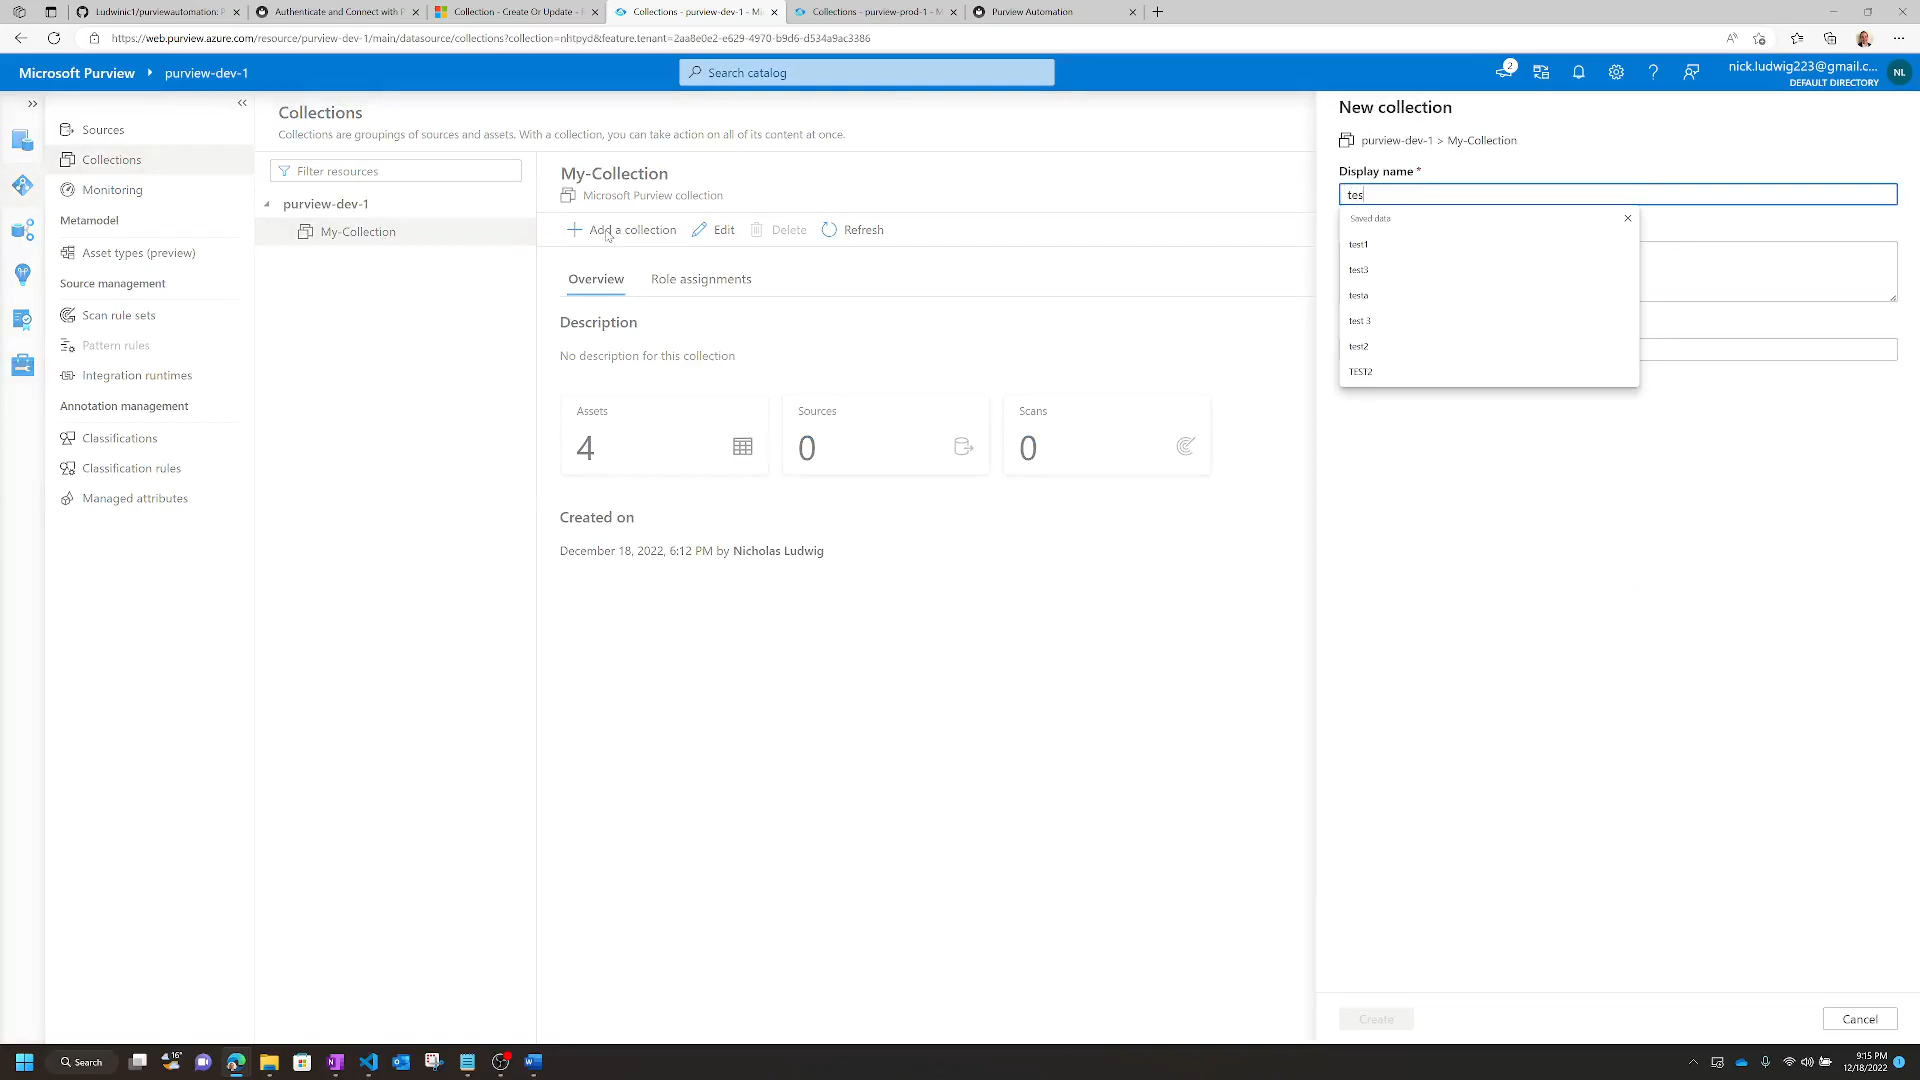 Ludwinic1/purviewautomation: P
Authenticate and Connect with P
Collection - Create Or Update -
Collections - purview-dev-1 - Mi
Collections - purview-prod-1 - M
Purview Automation
https://web.purview.azure.com/resource/purview-dev-1/main/datasource/collections?collection=nhtpyd&feature.tenant=2aa8e0e2-e629-4970-b9d6-d534a9ac3386
Microsoft Purview
purview-dev-1
Search catalog
2
nick.ludwig223@gmail.c...
DEFAULT DIRECTORY
NL
Sources
Collections
Monitoring
Metamodel
Asset types (preview)
Source management
Scan rule sets
Pattern rules
Integration runtimes
Annotation management
Classifications
Classification rules
Managed attributes
Collections
Collections are groupings of sources and assets. With a collection, you can take action on all of its content at once.
Filter resources
purview-dev-1
My-Collection
My-Collection
Microsoft Purview collection
Add a collection
Edit
Delete
Refresh
Overview
Role assignments
Description
No description for this collection
Assets
4
Sources
0
Scans
0
Created on
December 18, 2022, 6:12 PM by Nicholas Ludwig
New collection
purview-dev-1 > My-Collection
Display name *
tes
Saved data
test1
test3
testa
test 3
test2
TEST2
Create
Cancel
Search
16°
9:15 PM
12/18/2022
1